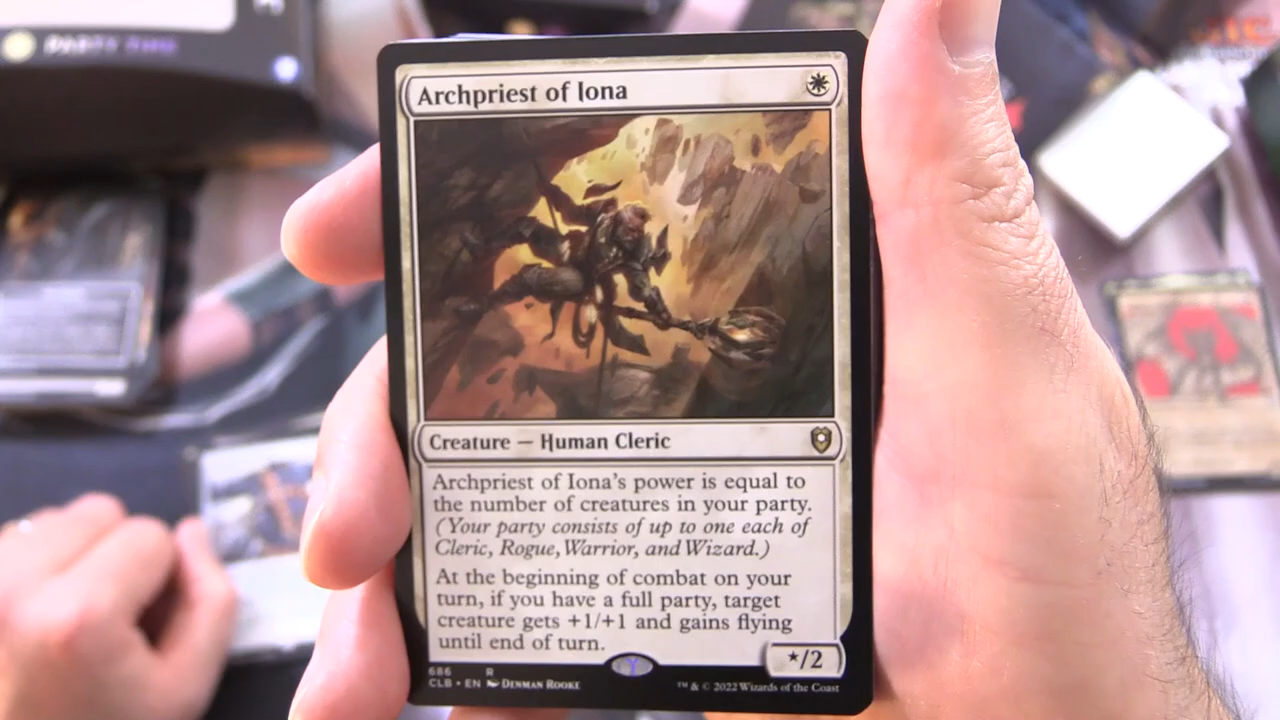 PARTY TIME
Archpriest of Iona
Creature — Human Cleric
Archpriest of Iona's power is equal to
the number of creatures in your party.
(Your party consists of up to one each of
Cleric, Rogue, Warrior, and Wizard.)
At the beginning of combat on your
turn, if you have a full party, target
creature gets +1/+1 and gains flying
until end of turn.
★/2
686 R
CLB • EN DENMAN ROOKE
™ & © 2022 Wizards of the Coast